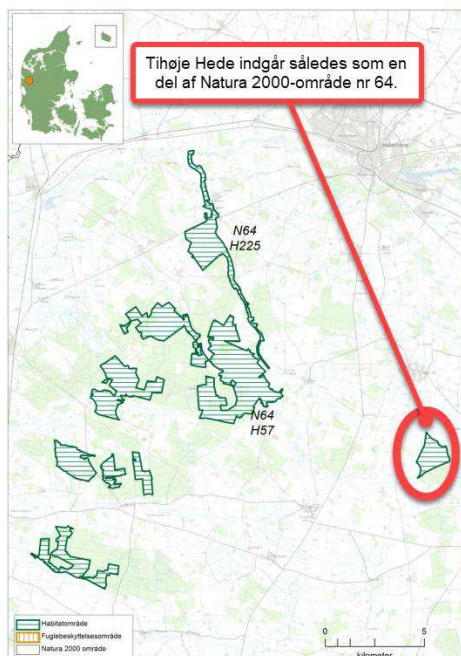 Tihøje Hede indgår således som en
del af Natura 2000-område nr 64.
N64
H225
N64
H57
Habitatområde
Fuglebeskyttelsesområde
Natura 2000 område
0
5
kilometer